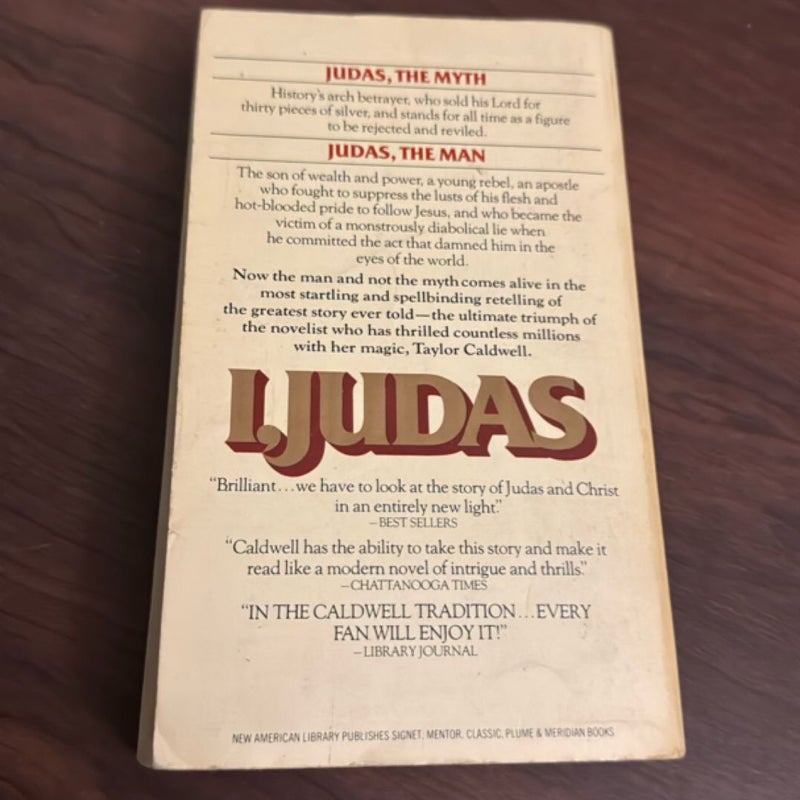 JUDAS, THE MYTH
History's arch betrayer, who sold his Lord for
thirty pieces of silver, and stands for all time as a figure
to be rejected and reviled.
JUDAS, THE MAN
The son of wealth and power, a young rebel, an apostle
who fought to suppress the lusts of his flesh and
hot-blooded pride to follow Jesus, and who became the
victim of a monstrously diabolical lie when
he committed the act that damned him in the
eyes of the world.
Now the man and not the myth comes alive in the
most startling and spellbinding retelling of
the greatest story ever told—the ultimate triumph of
the novelist who has thrilled countless millions
with her magic, Taylor Caldwell.
I, JUDAS
“Brilliant...we have to look at the story of Judas and Christ
in an entirely new light.”
—BEST SELLERS
“Caldwell has the ability to take this story and make it
read like a modern novel of intrigue and thrills.”
—CHATTANOOGA TIMES
“IN THE CALDWELL TRADITION...EVERY
FAN WILL ENJOY IT!”
—LIBRARY JOURNAL
NEW AMERICAN LIBRARY PUBLISHES SIGNET, MENTOR, CLASSIC, PLUME & MERIDIAN BOOKS